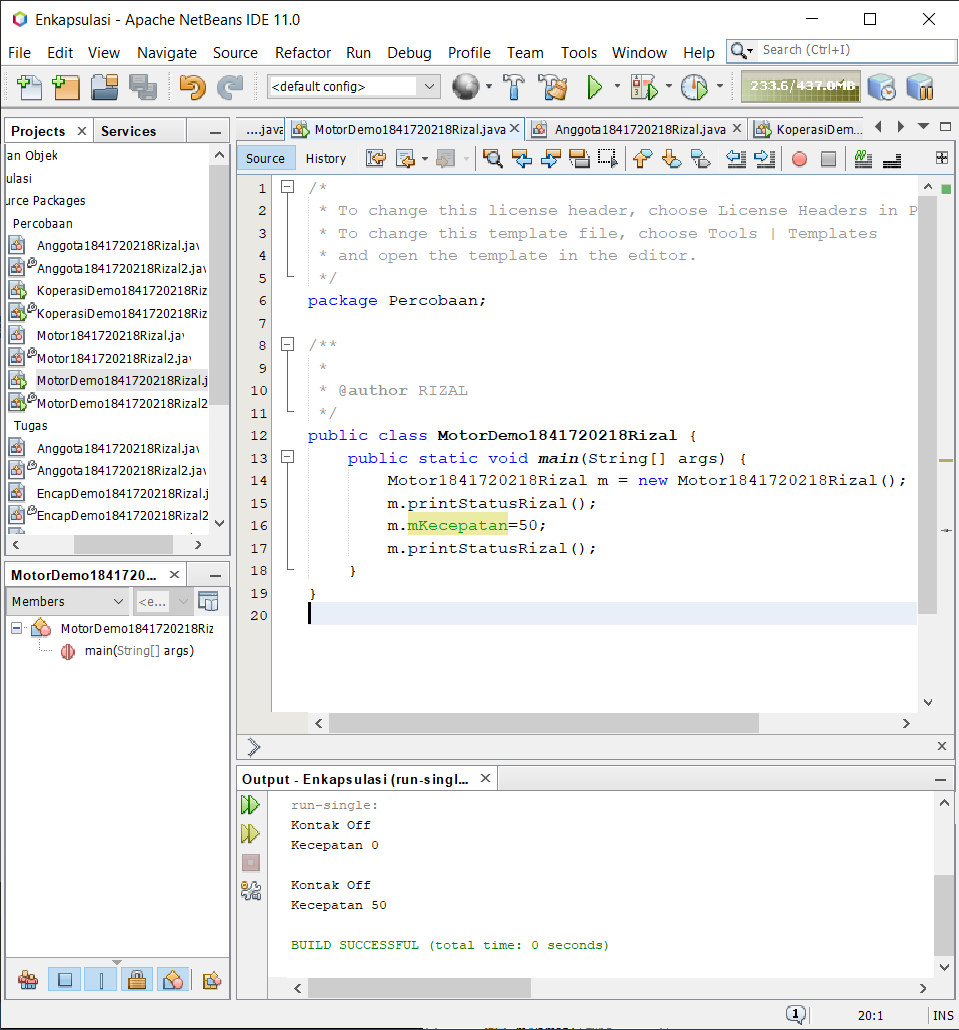 Enkapsulasi - Apache NetBeans IDE 11.0
File Edit View Navigate Source Refactor Run Debug Profile Team Tools Window Help
Search (Ctrl+I)
<default config>
233.6/437.0MB
Projects Services
an Objek
ulasi
urce Packages
Percobaan
Anggota1841720218Rizal.jav
Anggota1841720218Rizal2.jav
KoperasiDemo1841720218Riz
KoperasiDemo1841720218Riz
Motor1841720218Rizal.jav
Motor1841720218Rizal2.jav
MotorDemo1841720218Rizal.j
MotorDemo1841720218Rizal2
Tugas
Anggota1841720218Rizal.jav
Anggota1841720218Rizal2.jav
EncapDemo1841720218Rizal.j
EncapDemo1841720218Rizal2
MotorDemo1841720...
Members <e...
MotorDemo1841720218Riz
main(String[] args)
....java MotorDemo1841720218Rizal.java Anggota1841720218Rizal.java KoperasiDem...
Source History
1 /*
2 * To change this license header, choose License Headers in P
3 * To change this template file, choose Tools | Templates
4 * and open the template in the editor.
5 */
6 package Percobaan;
7
8 /**
9 *
10 * @author RIZAL
11 */
12 public class MotorDemo1841720218Rizal {
13 public static void main(String[] args) {
14 Motor1841720218Rizal m = new Motor1841720218Rizal();
15 m.printStatusRizal();
16 m.mKecepatan=50;
17 m.printStatusRizal();
18 }
19 }
20
Output - Enkapsulasi (run-singl...
run-single:
Kontak Off
Kecepatan 0
Kontak Off
Kecepatan 50
BUILD SUCCESSFUL (total time: 0 seconds)
1 20:1 INS